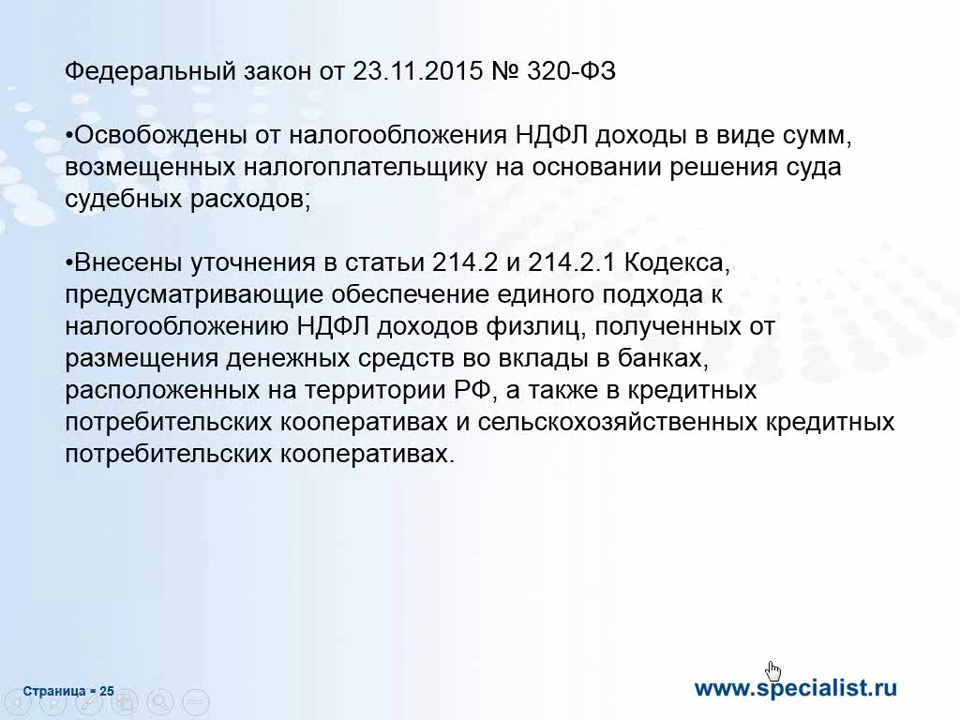 Федеральный закон от 23.11.2015 № 320-ФЗ
•Освобождены от налогообложения НДФЛ доходы в виде сумм,
возмещенных налогоплательщику на основании решения суда
судебных расходов;
•Внесены уточнения в статьи 214.2 и 214.2.1 Кодекса,
предусматривающие обеспечение единого подхода к
налогообложению НДФЛ доходов физлиц, полученных от
размещения денежных средств во вклады в банках,
расположенных на территории РФ, а также в кредитных
потребительских кооперативах и сельскохозяйственных кредитных
потребительских кооперативах.
Страница = 25
www.specialist.ru